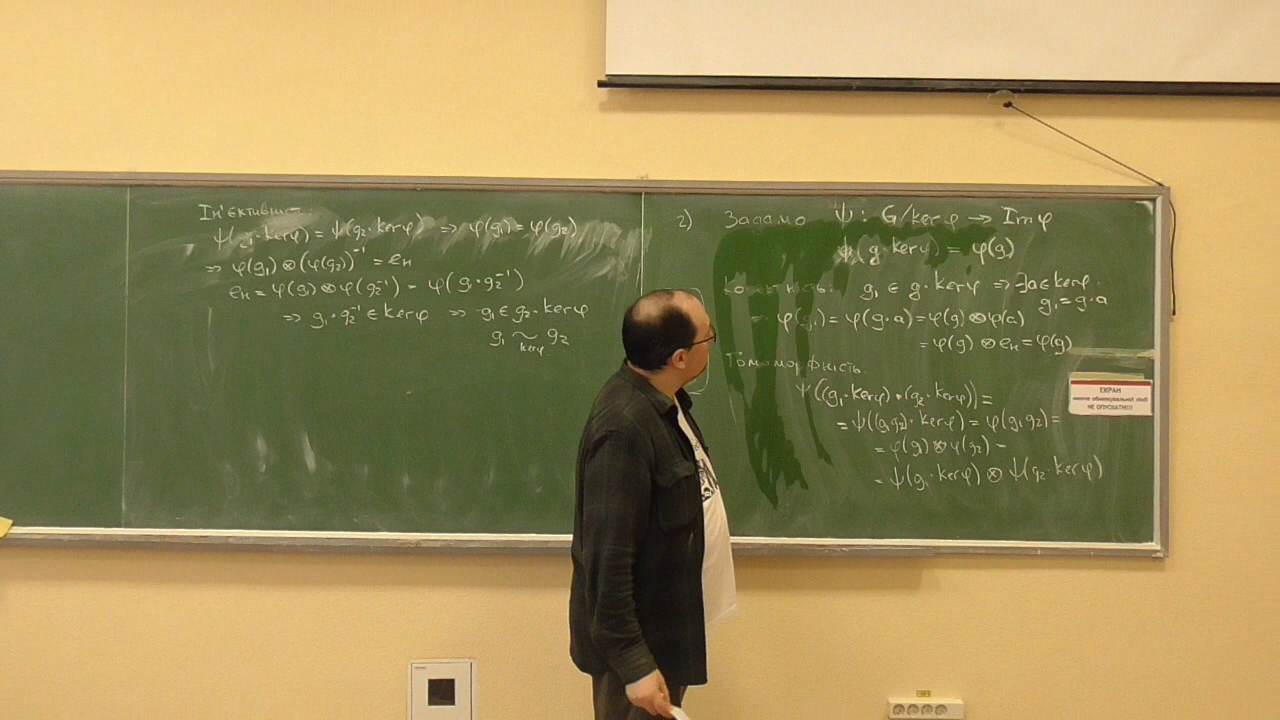 Ін'єктивність
ψ(g₁·kerφ) = ψ(g₂·kerφ) ⇒ φ(g₁) = φ(g₂)
⇒ φ(g₁) ⊗ (φ(g₂))⁻¹ = e_H
e_H = φ(g₁) ⊗ φ(g₂⁻¹) = φ(g₁·g₂⁻¹)
⇒ g₁·g₂⁻¹ ∈ kerφ ⇒ g₁ ∈ g₂·kerφ
g₁ ~ g₂
kerφ
2) Задамо ψ: G/kerφ → Imφ
ψ(g·kerφ) = φ(g)
Коректність: g₁ ∈ g·kerφ ⇒ ∃a ∈ kerφ
g₁ = g·a
⇒ φ(g₁) = φ(g·a) = φ(g) ⊗ φ(a)
= φ(g) ⊗ e_H = φ(g)
Гомоморфність.
ψ((g₁·kerφ)•(g₂·kerφ)) =
= ψ((g₁g₂)·kerφ) = φ(g₁g₂) =
= φ(g₁) ⊗ φ(g₂) =
= ψ(g₁·kerφ) ⊗ ψ(g₂·kerφ)
ЕКРАН
НЕ ОПУСКАТИ!!!